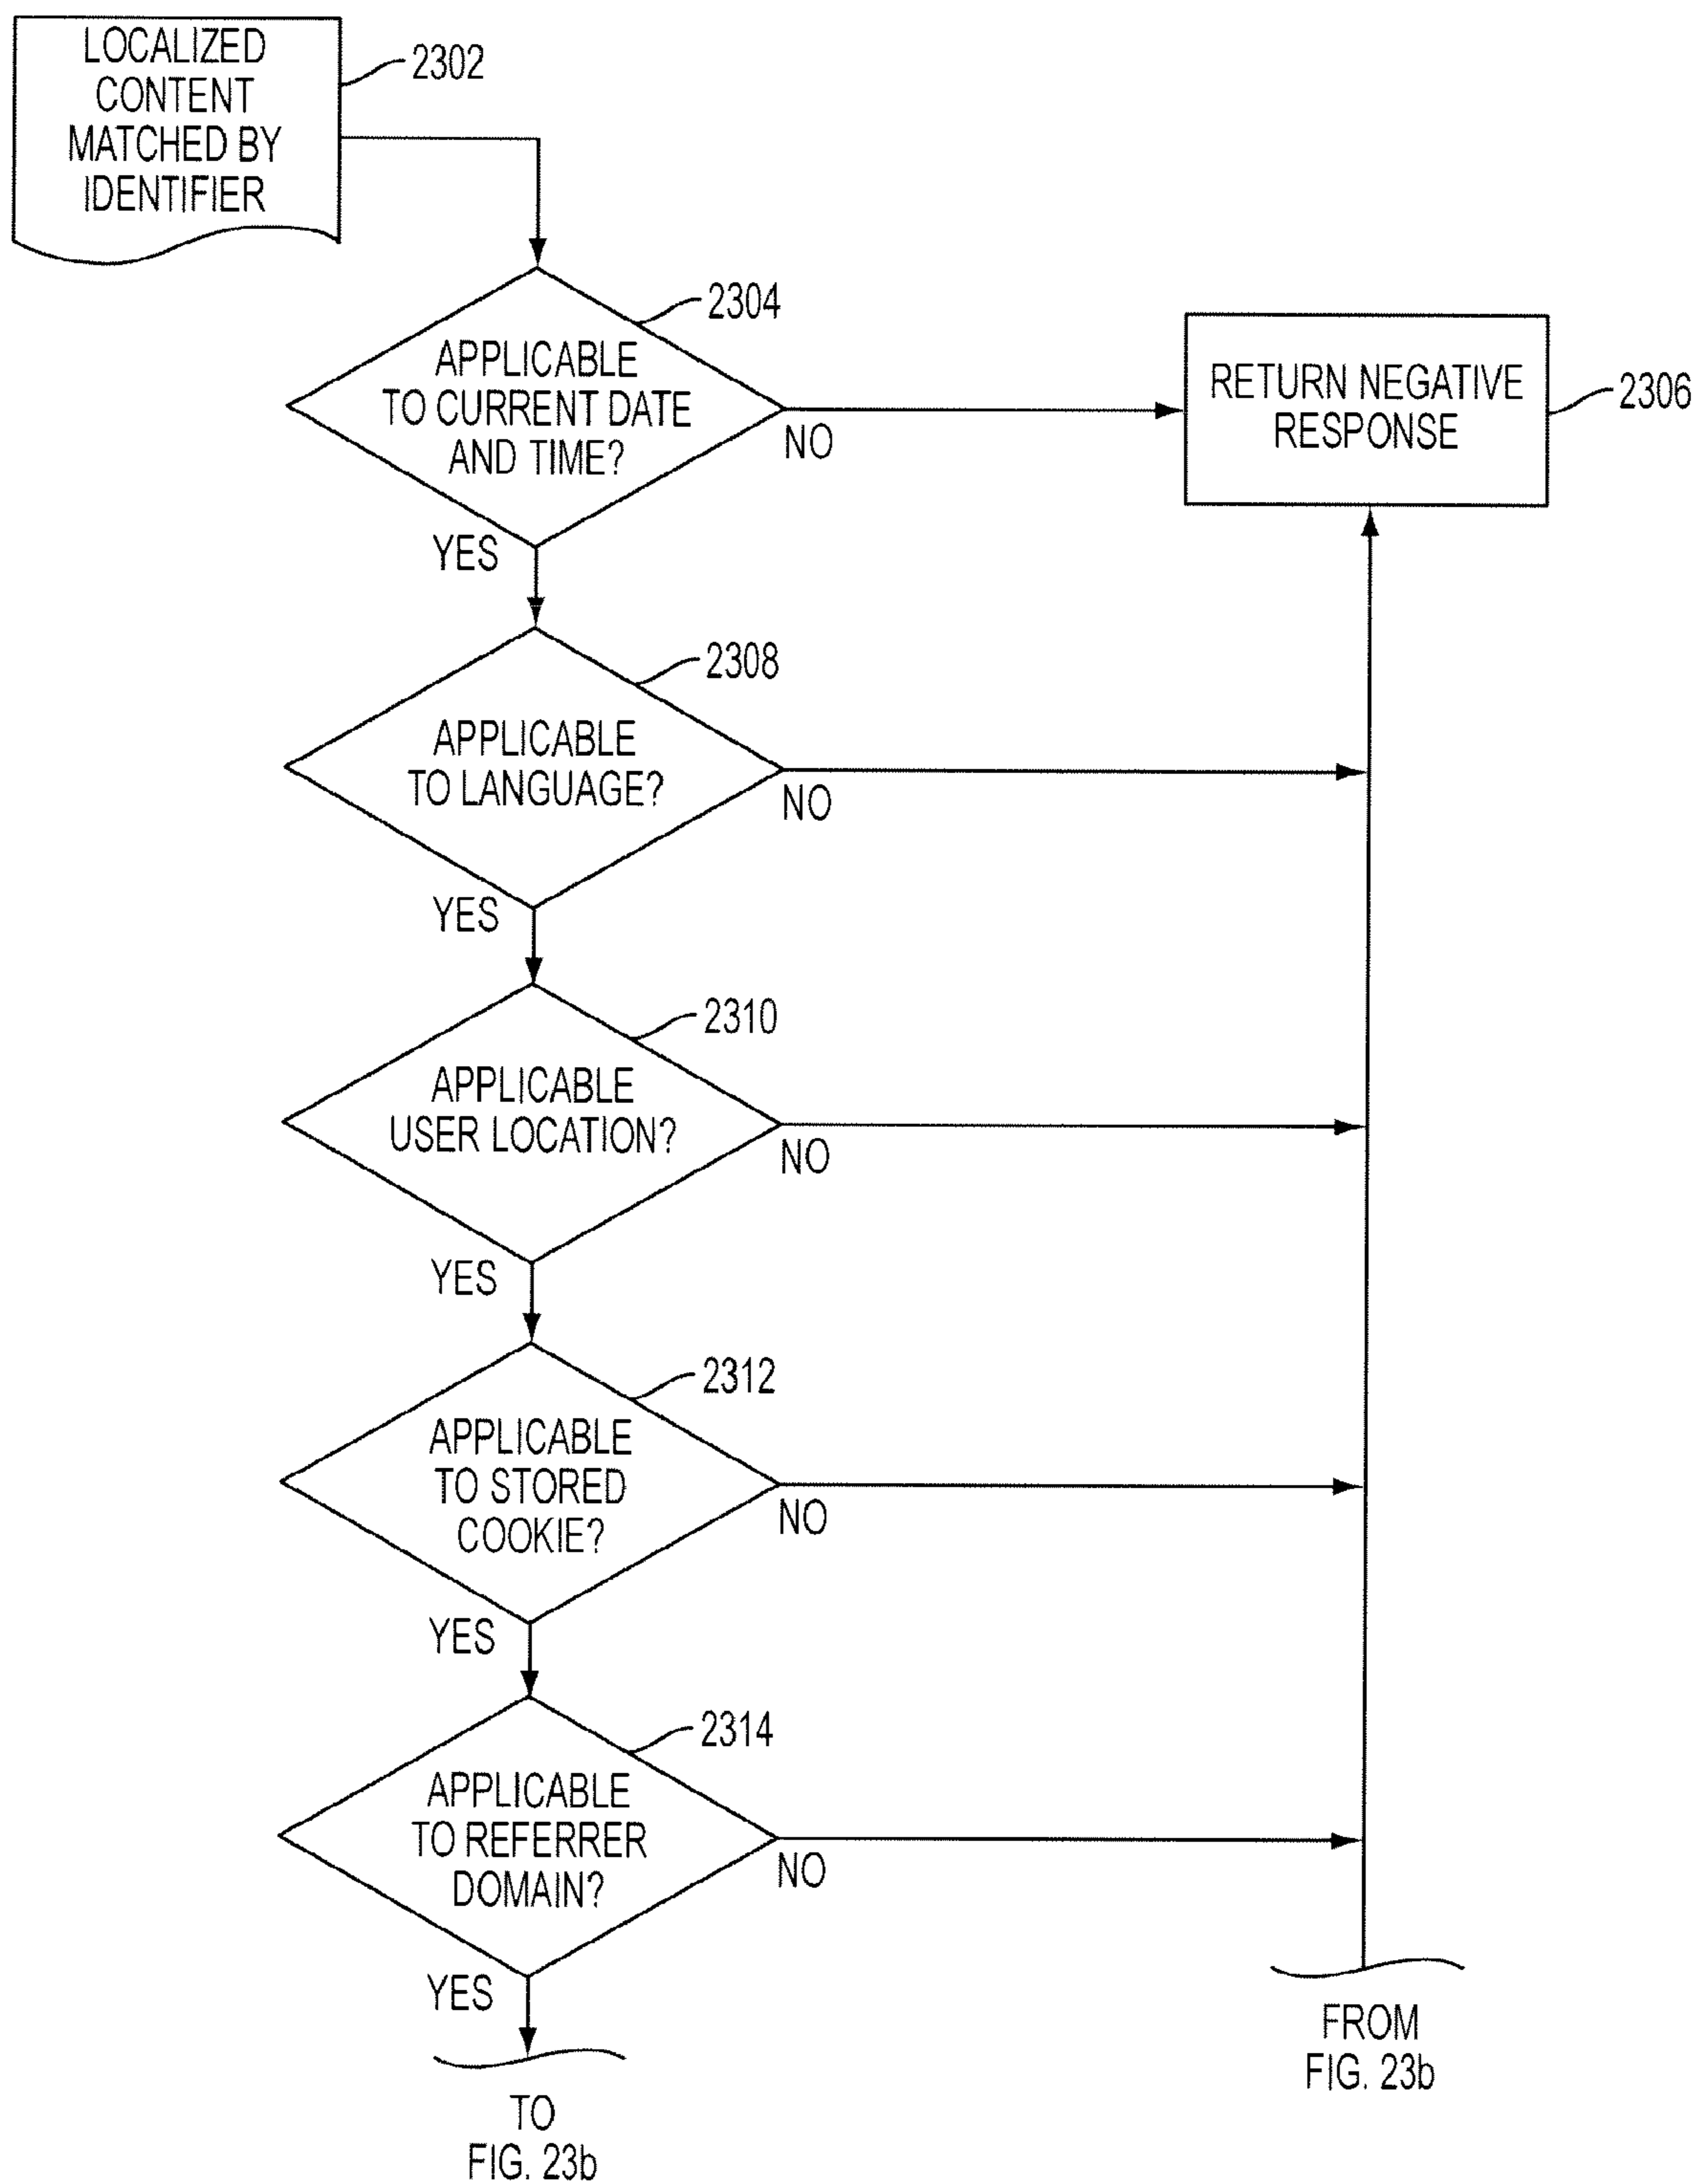 LOCALIZED
CONTENT
MATCHED BY
IDENTIFIER
2302
2304
APPLICABLE
TO CURRENT DATE
AND TIME?
NO
YES
RETURN NEGATIVE
RESPONSE
2306
2308
APPLICABLE
TO LANGUAGE?
NO
YES
2310
APPLICABLE
USER LOCATION?
NO
YES
2312
APPLICABLE
TO STORED
COOKIE?
NO
YES
2314
APPLICABLE
TO REFERRER
DOMAIN?
NO
YES
TO
FIG. 23b
FROM
FIG. 23b